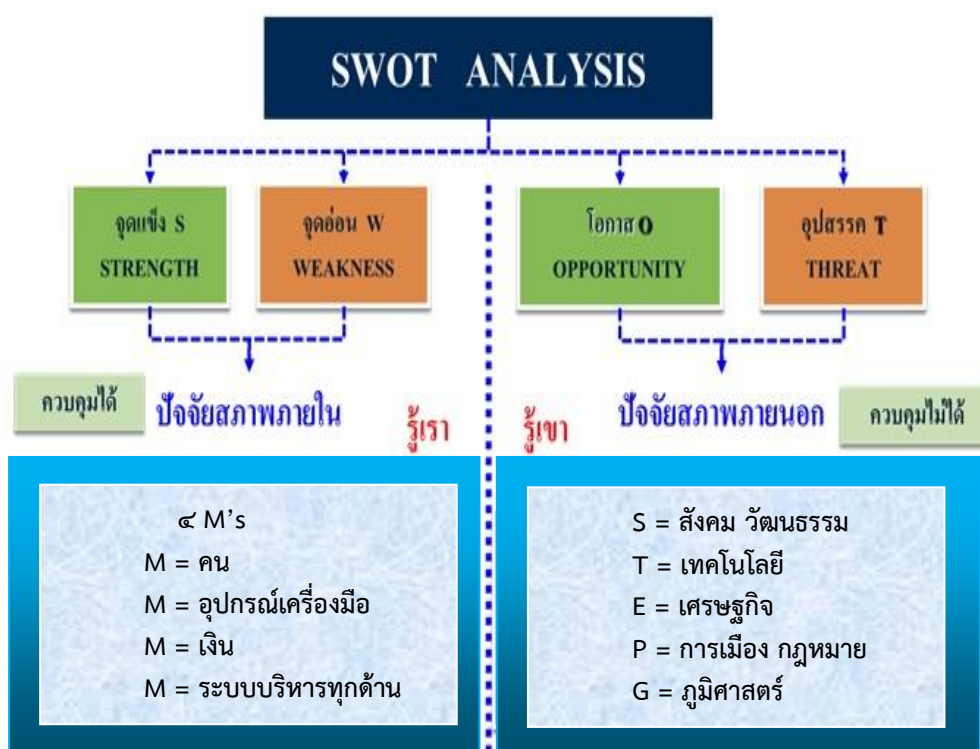 SWOT ANALYSIS
จุดแข็ง S
STRENGTH
จุดอ่อน W
WEAKNESS
โอกาส O
OPPORTUNITY
อุปสรรค T
THREAT
ควบคุมได้
ปัจจัยสภาพภายใน
รู้เรา
รู้เขา
ปัจจัยสภาพภายนอก
ควบคุมไม่ได้
๔ M’s
M = คน
M = อุปกรณ์เครื่องมือ
M = เงิน
M = ระบบบริหารทุกด้าน
S = สังคม วัฒนธรรม
T = เทคโนโลยี
E = เศรษฐกิจ
P = การเมือง กฎหมาย
G = ภูมิศาสตร์